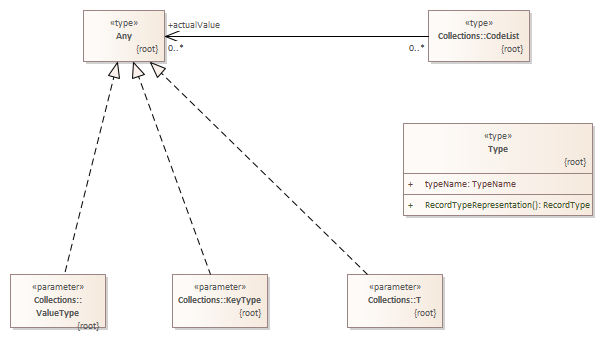 «type»
Any
{root}
+actualValue
0..*
0..*
«type»
Collections::CodeList
{root}
«type»
Type
{root}
+ typeName: TypeName
+ RecordTypeRepresentation(): RecordType
«parameter»
Collections::
ValueType
{root}
«parameter»
Collections::KeyType
{root}
«parameter»
Collections::T
{root}